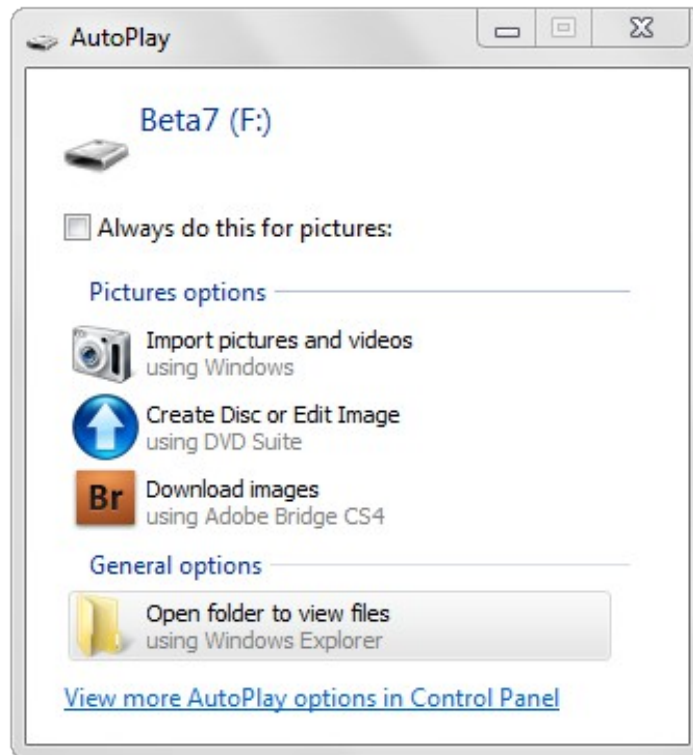 AutoPlay
Beta7 (F:)
Always do this for pictures:
Pictures options
Import pictures and videos
using Windows
Create Disc or Edit Image
using DVD Suite
Br
Download images
using Adobe Bridge CS4
General options
Open folder to view files
using Windows Explorer
View more AutoPlay options in Control Panel